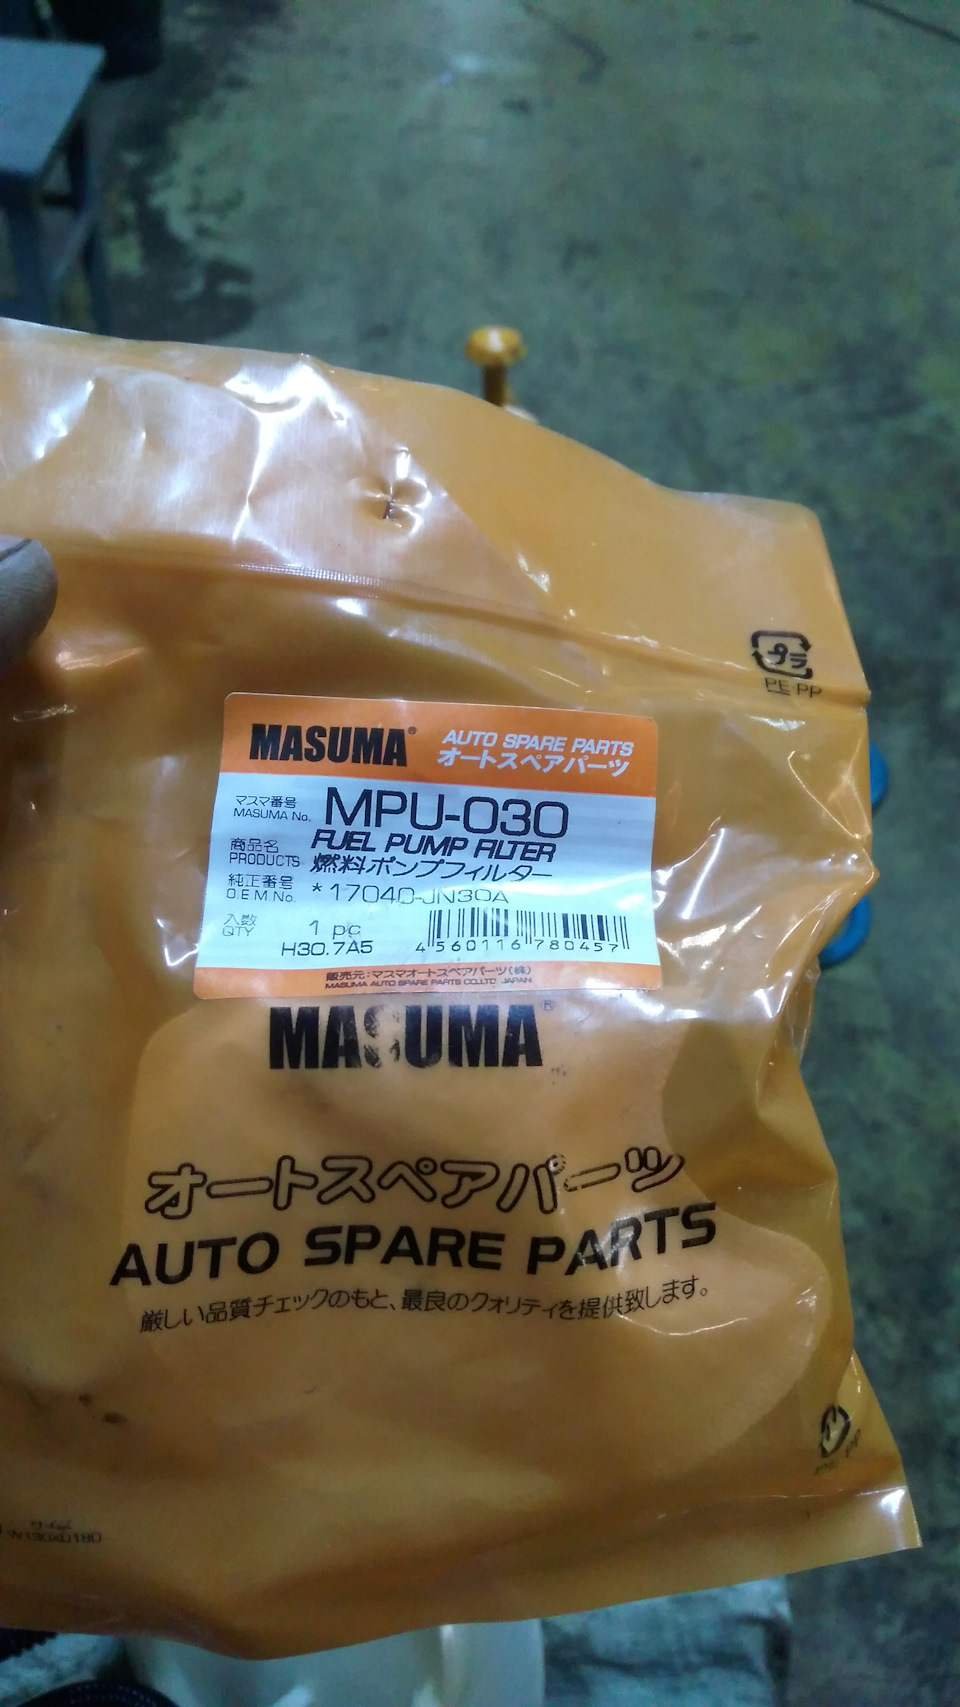 プラ
PE·PP
MASUMA®
AUTO SPARE PARTS
オートスペアパーツ
マスマ番号
MASUMA No. MPU-030
商品名 FUEL PUMP FILTER
PRODUCTS 燃料ポンプフィルター
純正番号
O.E.M.No. *17040-JN30A
入数
QTY 1 pc
H30.7A5 4 560116 780457
販売元:マスマオートスペアパーツ(株)
MASUMA AUTO SPARE PARTS CO.,LTD. JAPAN
MASUMA®
オートスペアパーツ
AUTO SPARE PARTS
厳しい品質チェックのもと、最良のクォリティを提供致します。